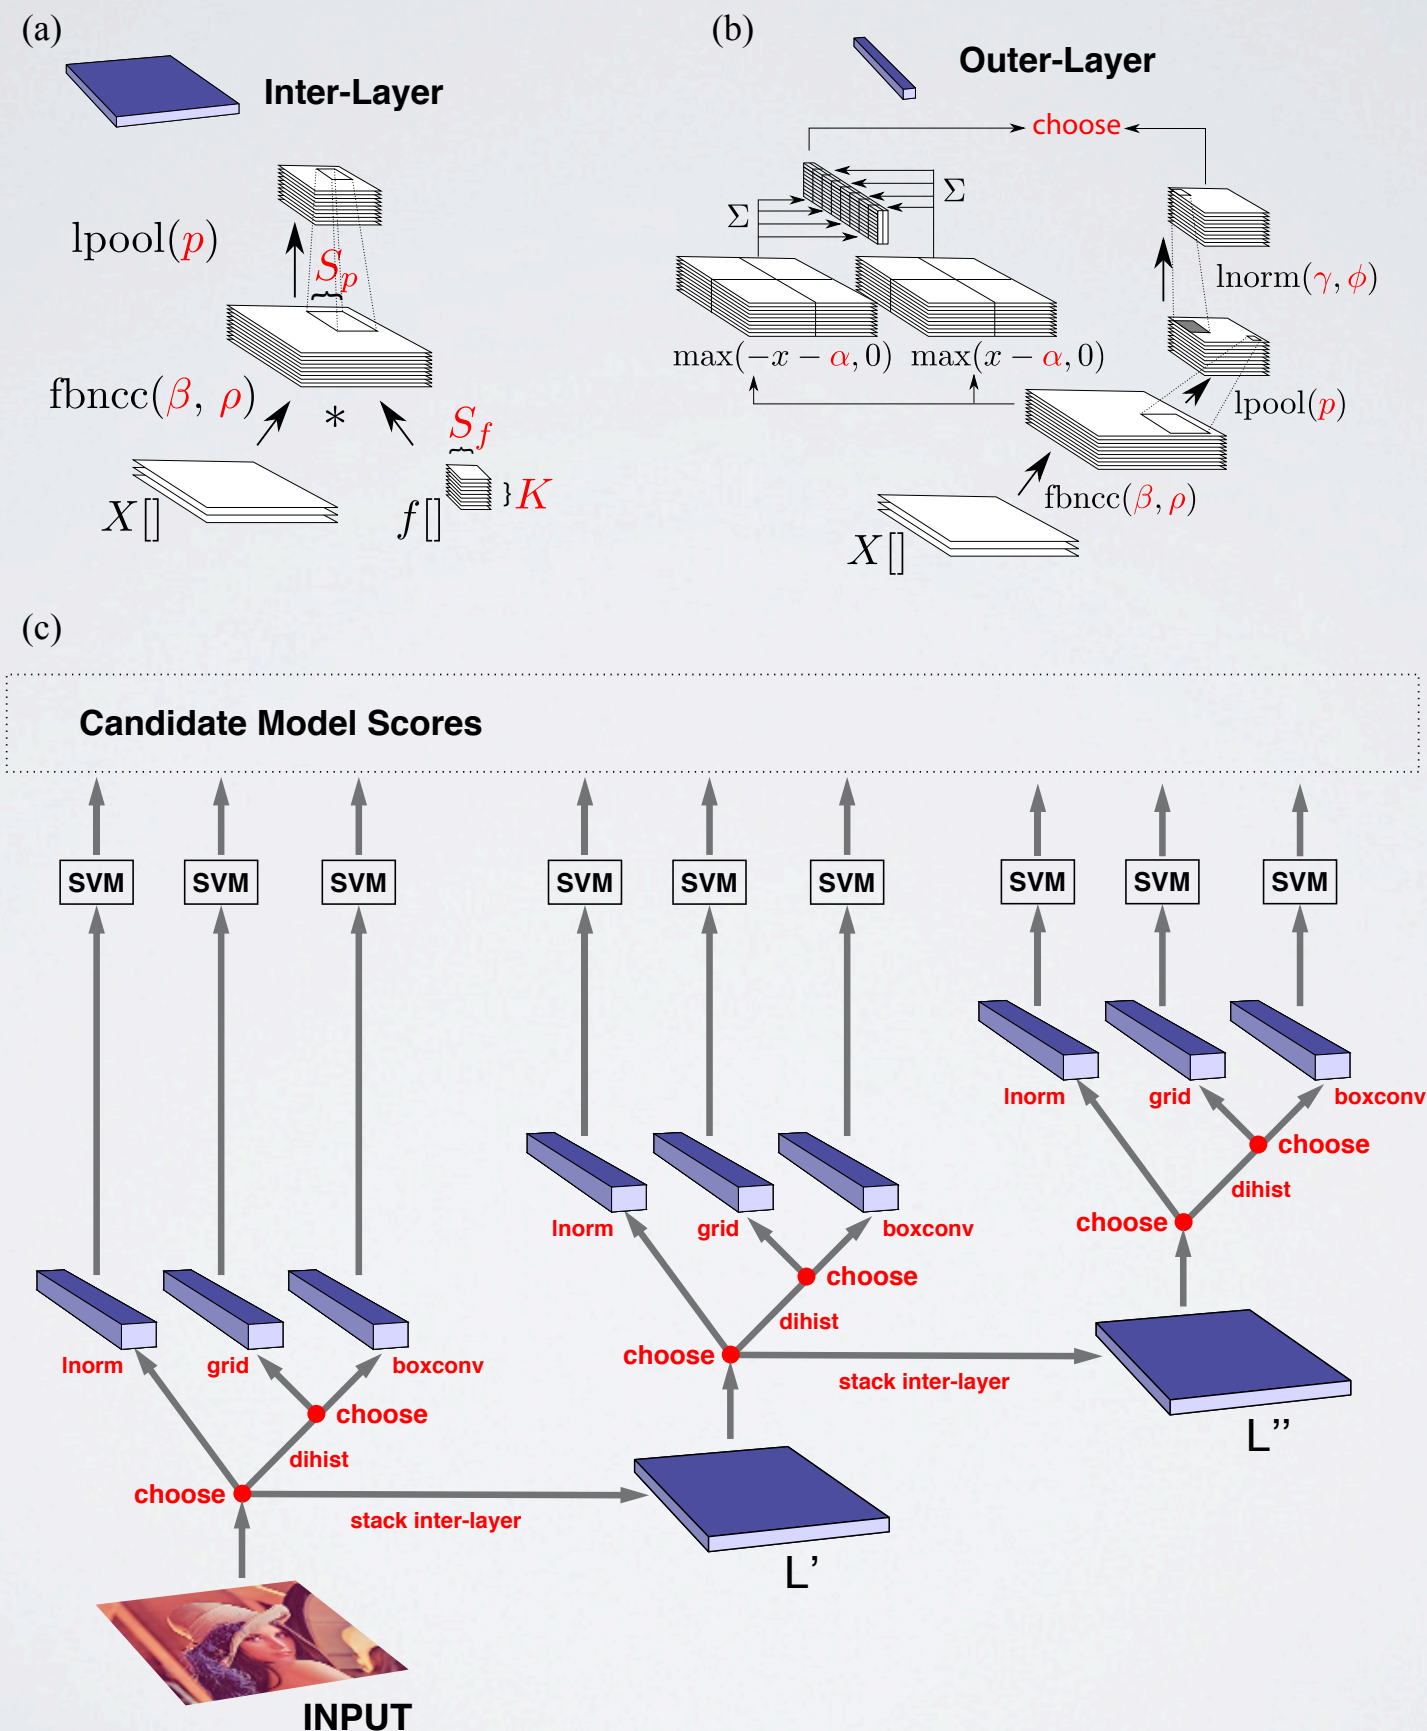 (a)
Inter-Layer
lpool(p)
S_p
fbncc(β, ρ)
*
S_f
X[]
f[]
}K
(b)
Outer-Layer
choose
Σ
Σ
lnorm(γ, ϕ)
max(−x − α, 0)
max(x − α, 0)
lpool(p)
fbncc(β, ρ)
X[]
(c)
Candidate Model Scores
SVM SVM SVM SVM SVM SVM SVM SVM SVM
lnorm grid boxconv
choose
dihist
choose
lnorm grid boxconv
choose
dihist
choose
stack inter-layer
L’’
lnorm grid boxconv
choose
dihist
choose
stack inter-layer
L’
INPUT